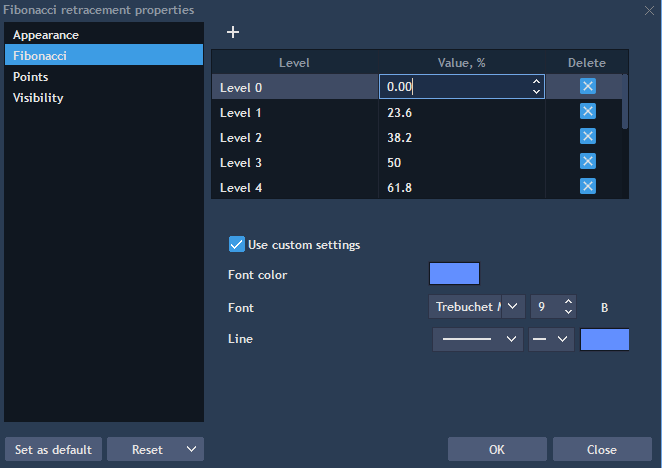 Fibonacci retracement properties
Appearance
Fibonacci
Points
Visibility
Level Value, % Delete
Level 0 0.00
Level 1 23.6
Level 2 38.2
Level 3 50
Level 4 61.8
Use custom settings
Font color
Font Trebuchet 9 B
Line
Set as default Reset OK Close